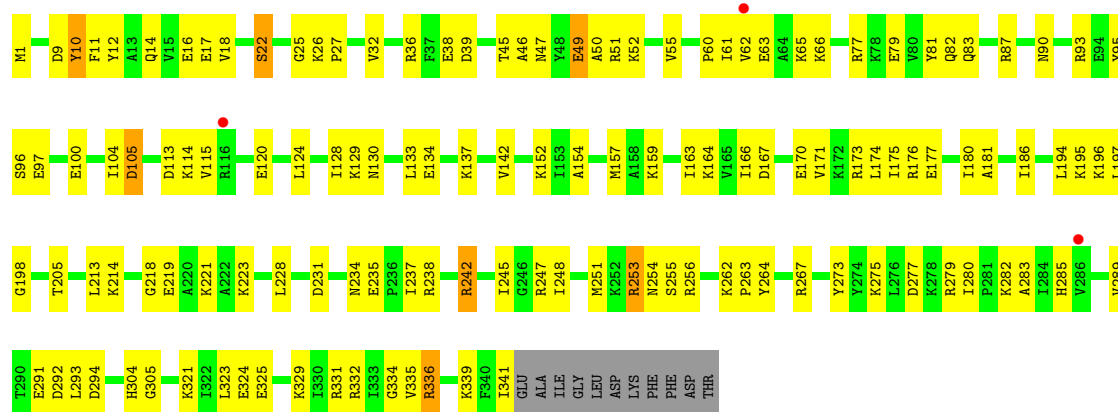 M1 D9 Y10 F11 Y12 A13 Q14 V15 E16 E17 V18 S22 G25 K26 P27 V32 R36 F37 E38 D39 T45 A46 N47 Y48 E49 A50 R51 K52 V55 P60 I61 V62 E63 A64 K65 K66 R77 K78 E79 V80 Y81 Q82 Q83 R87 N90 R93 E94 Y95
S96 E97 E100 I104 D105 D113 K114 V115 R116 E120 L124 I128 K129 N130 L133 E134 K137 V142 K152 I153 A154 M157 A158 K159 I163 K164 V165 I166 D167 E170 V171 K172 R173 L174 I175 R176 E177 I180 A181 I186 L194 K195 K196 L197
G198 T205 L213 K214 G218 E219 A220 K221 A222 K223 L228 D231 N234 E235 P236 I237 R238 R242 I245 G246 R247 I248 M251 K252 R253 N254 S255 R256 K262 P263 Y264 R267 Y273 Y274 K275 L276 D277 K278 R279 I280 P281 K282 A283 I284 H285 V286
T290 E291 D292 L293 D294 H304 G305 K321 I322 L323 E324 E325 K329 I330 R331 R332 I333 G334 V335 R336 K339 F340 I341 GLU ALA ILE GLY LEU ASP LYS PHE PHE ASP THR